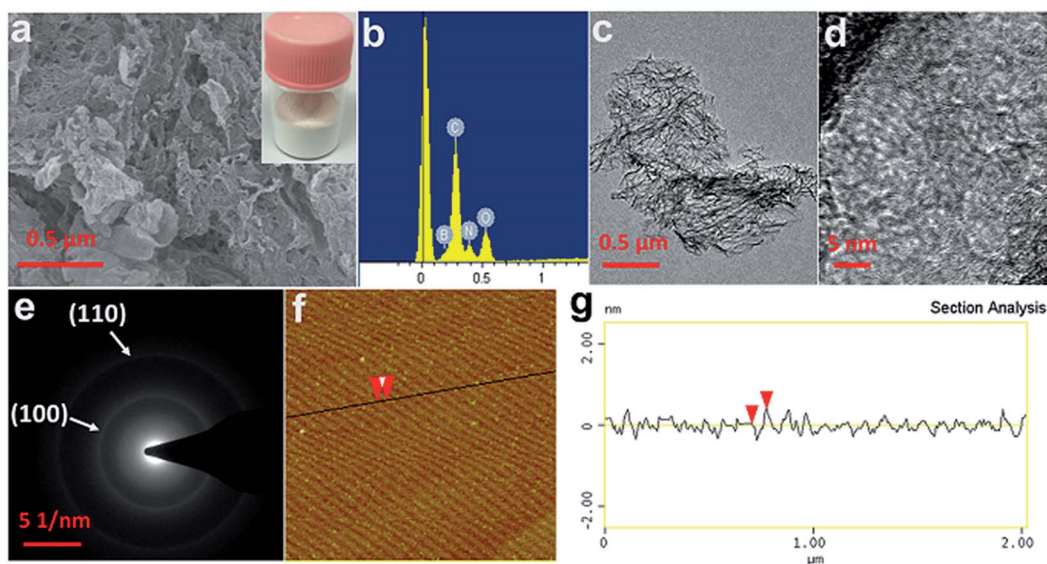 a
0.5 μm
b
C
B
N
O
0
0.5
1
c
0.5 μm
d
5 nm
e
(110)
(100)
5 1/nm
f
g
nm
Section Analysis
2.00
0
-2.00
0
1.00
2.00
μm